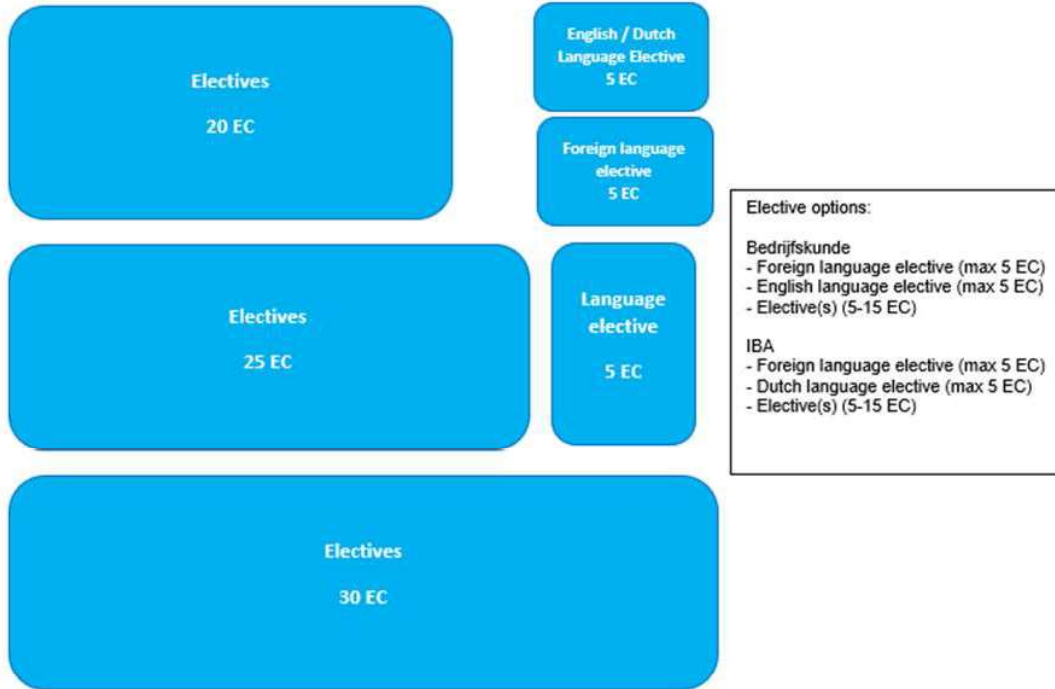 Electives
20 EC
English / Dutch
Language Elective
5 EC
Foreign language
elective
5 EC
Electives
25 EC
Language
elective
5 EC
Electives
30 EC
Elective options:
Bedrijfskunde
- Foreign language elective (max 5 EC)
- English language elective (max 5 EC)
- Elective(s) (5-15 EC)
IBA
- Foreign language elective (max 5 EC)
- Dutch language elective (max 5 EC)
- Elective(s) (5-15 EC)